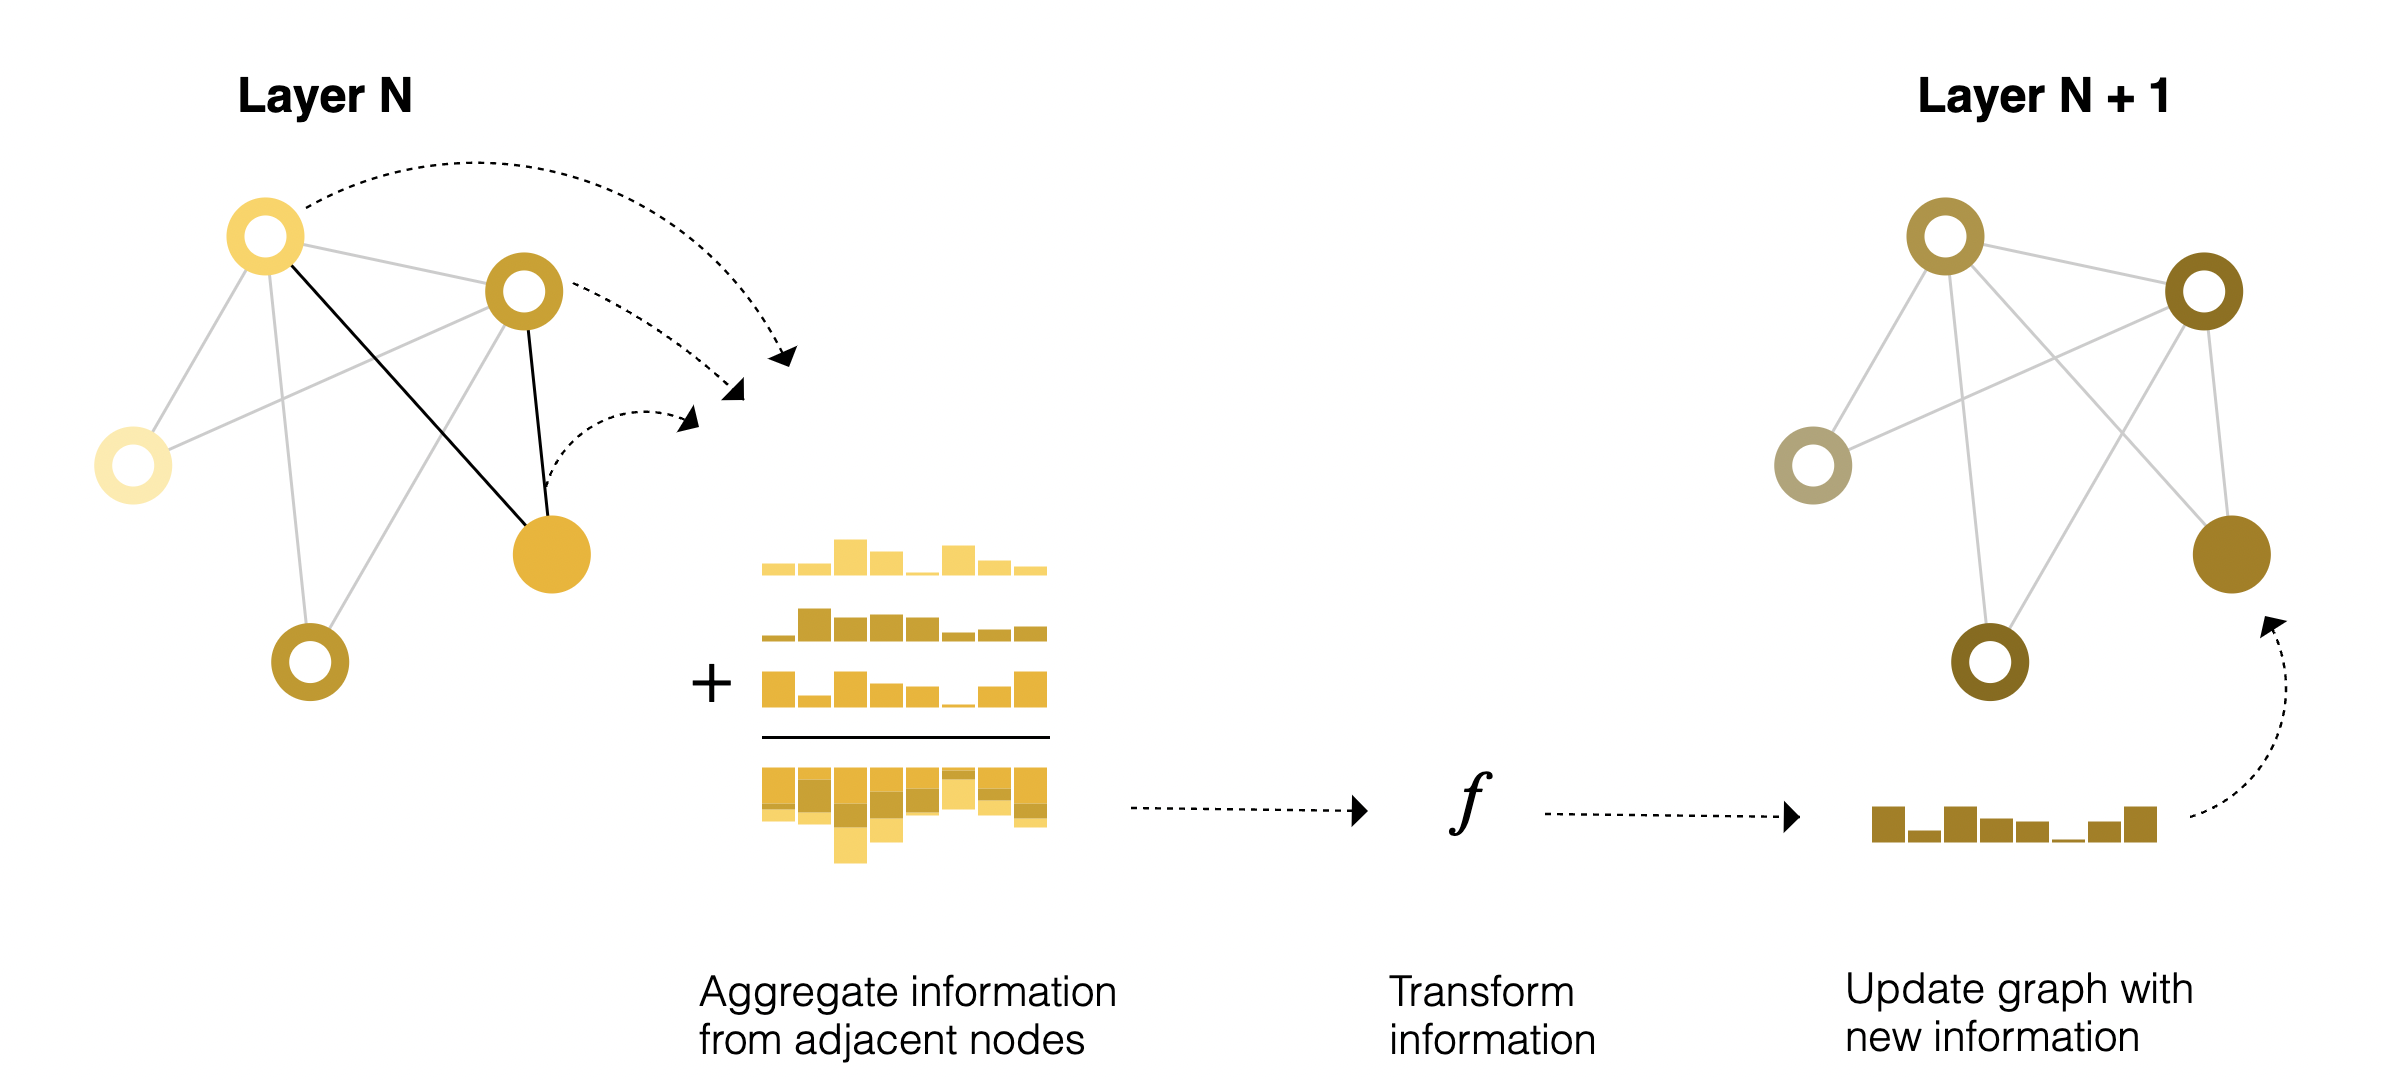 Layer N
Layer N + 1
+
f
Aggregate information
from adjacent nodes
Transform
information
Update graph with
new information